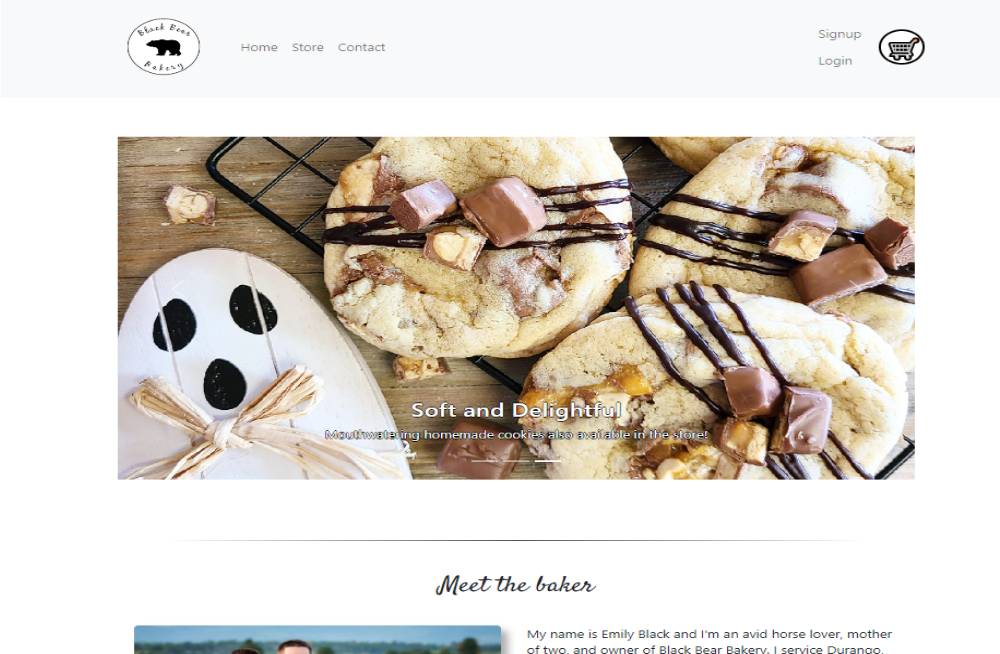 Black Bear
Bakery
Home Store Contact
Signup
Login
Soft and Delightful
Mouthwatering homemade cookies also available in the store!
Meet the baker
My name is Emily Black and I'm an avid horse lover, mother
of two, and owner of Black Bear Bakery. I service Durango,